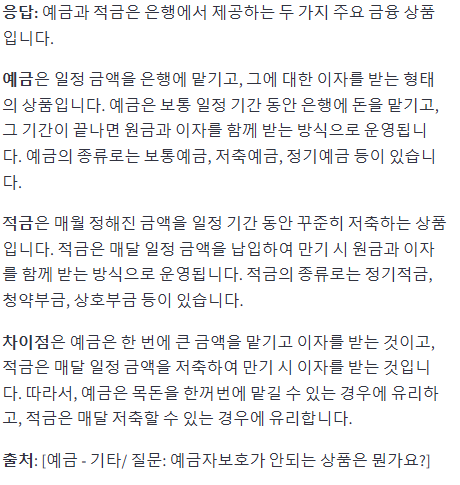 응답: 예금과 적금은 은행에서 제공하는 두 가지 주요 금융 상품
입니다.
예금은 일정 금액을 은행에 맡기고, 그에 대한 이자를 받는 형태
의 상품입니다. 예금은 보통 일정 기간 동안 은행에 돈을 맡기고,
그 기간이 끝나면 원금과 이자를 함께 받는 방식으로 운영됩니
다. 예금의 종류로는 보통예금, 저축예금, 정기예금 등이 있습니
다.
적금은 매월 정해진 금액을 일정 기간 동안 꾸준히 저축하는 상품
입니다. 적금은 매달 일정 금액을 납입하여 만기 시 원금과 이자
를 함께 받는 방식으로 운영됩니다. 적금의 종류로는 정기적금,
청약부금, 상호부금 등이 있습니다.
차이점은 예금은 한 번에 큰 금액을 맡기고 이자를 받는 것이고,
적금은 매달 일정 금액을 저축하여 만기 시 이자를 받는 것입니
다. 따라서, 예금은 목돈을 한꺼번에 맡길 수 있는 경우에 유리하
고, 적금은 매달 저축할 수 있는 경우에 유리합니다.
출처: [예금 - 기타/ 질문: 예금자보호가 안되는 상품은 뭔가요?]